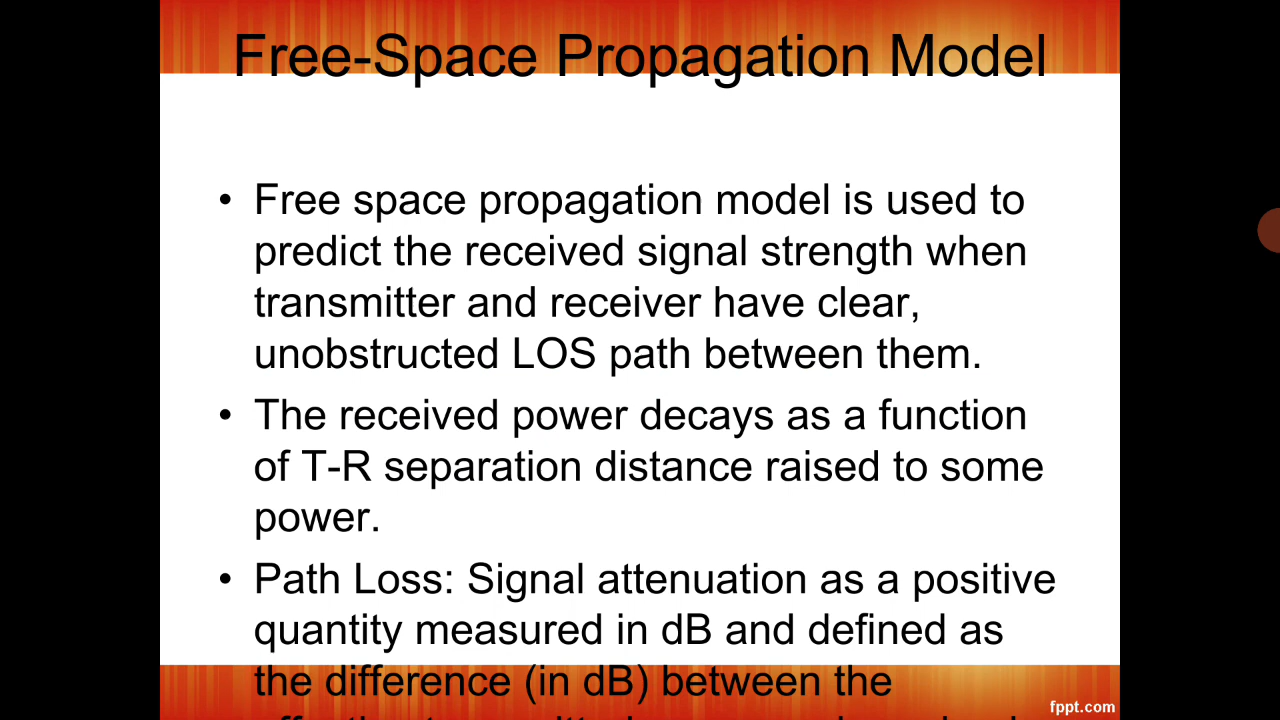 Free-Space Propagation Model
• Free space propagation model is used to
predict the received signal strength when
transmitter and receiver have clear,
unobstructed LOS path between them.
• The received power decays as a function
of T-R separation distance raised to some
power.
• Path Loss: Signal attenuation as a positive
quantity measured in dB and defined as
the difference (in dB) between the
fppt.com